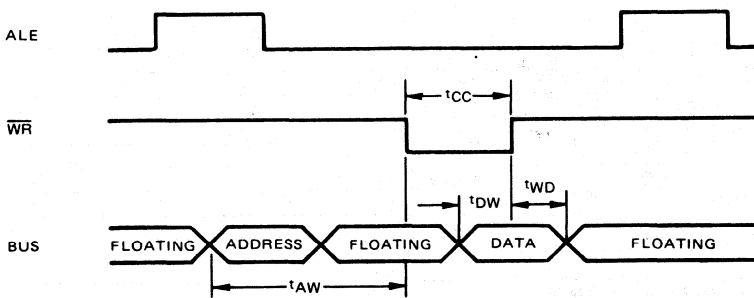 ALE
tCC
WR
tDW
tWD
BUS
FLOATING ADDRESS FLOATING DATA FLOATING
tAW